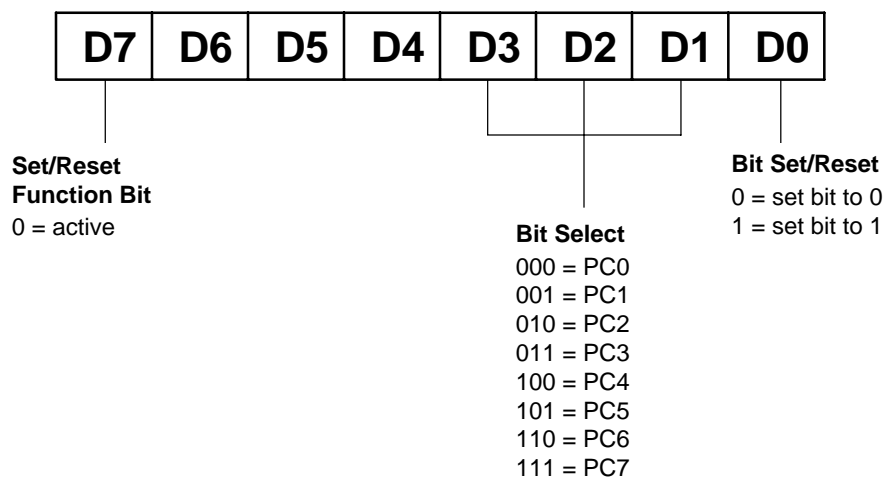 D7 D6 D5 D4 D3 D2 D1 D0
Set/Reset
Function Bit
0 = active
Bit Select
000 = PC0
001 = PC1
010 = PC2
011 = PC3
100 = PC4
101 = PC5
110 = PC6
111 = PC7
Bit Set/Reset
0 = set bit to 0
1 = set bit to 1